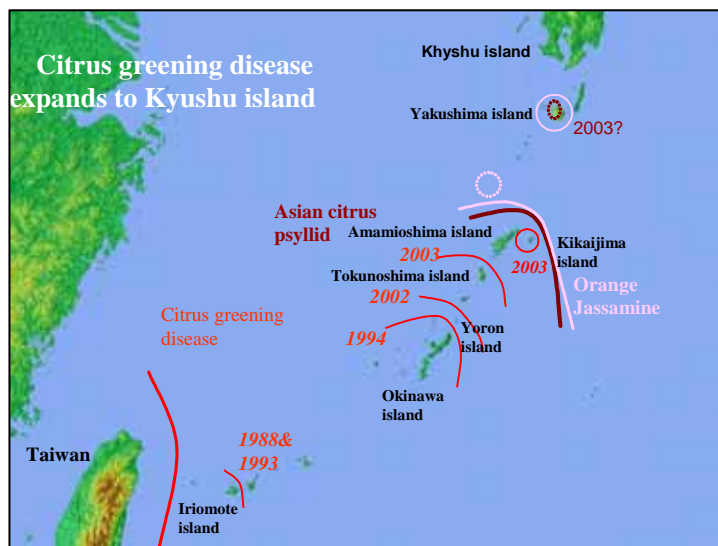 Citrus greening disease
expands to Kyushu island
Khyshu island
Yakushima island
2003?
Asian citrus
psyllid
Amamioshima island
2003
Kikaijima
island
2003
Tokunoshima island
Orange
Jassamine
2002
Citrus greening
disease
1994
Yoron
island
Okinawa
island
1988&
1993
Taiwan
Iriomote
island